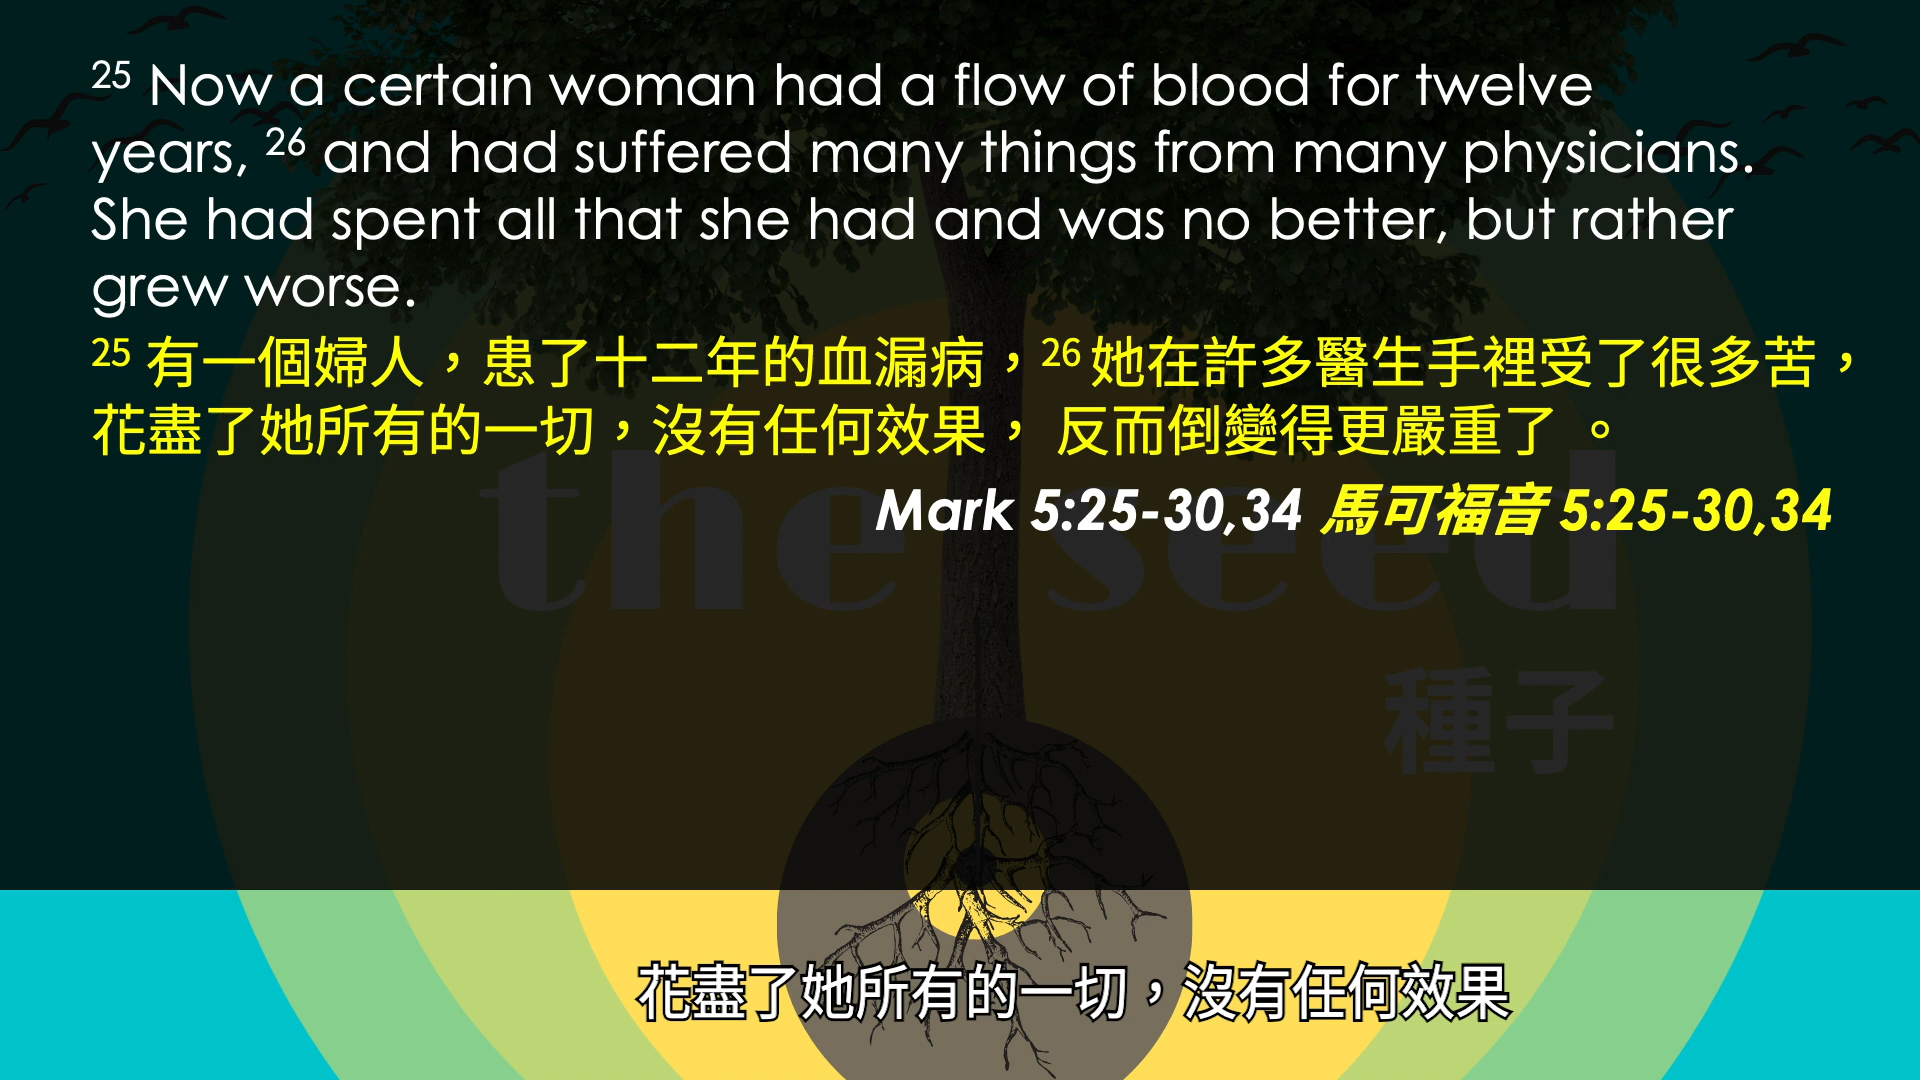 25 Now a certain woman had a flow of blood for twelve
years, 26 and had suffered many things from many physicians.
She had spent all that she had and was no better, but rather
grew worse.
25 有一個婦人，患了十二年的血漏病，26 她在許多醫生手裡受了很多苦，
花盡了她所有的一切，沒有任何效果， 反而倒變得更嚴重了 。
Mark 5:25-30,34 馬可福音 5:25-30,34
the seed
種子
花盡了她所有的一切，沒有任何效果